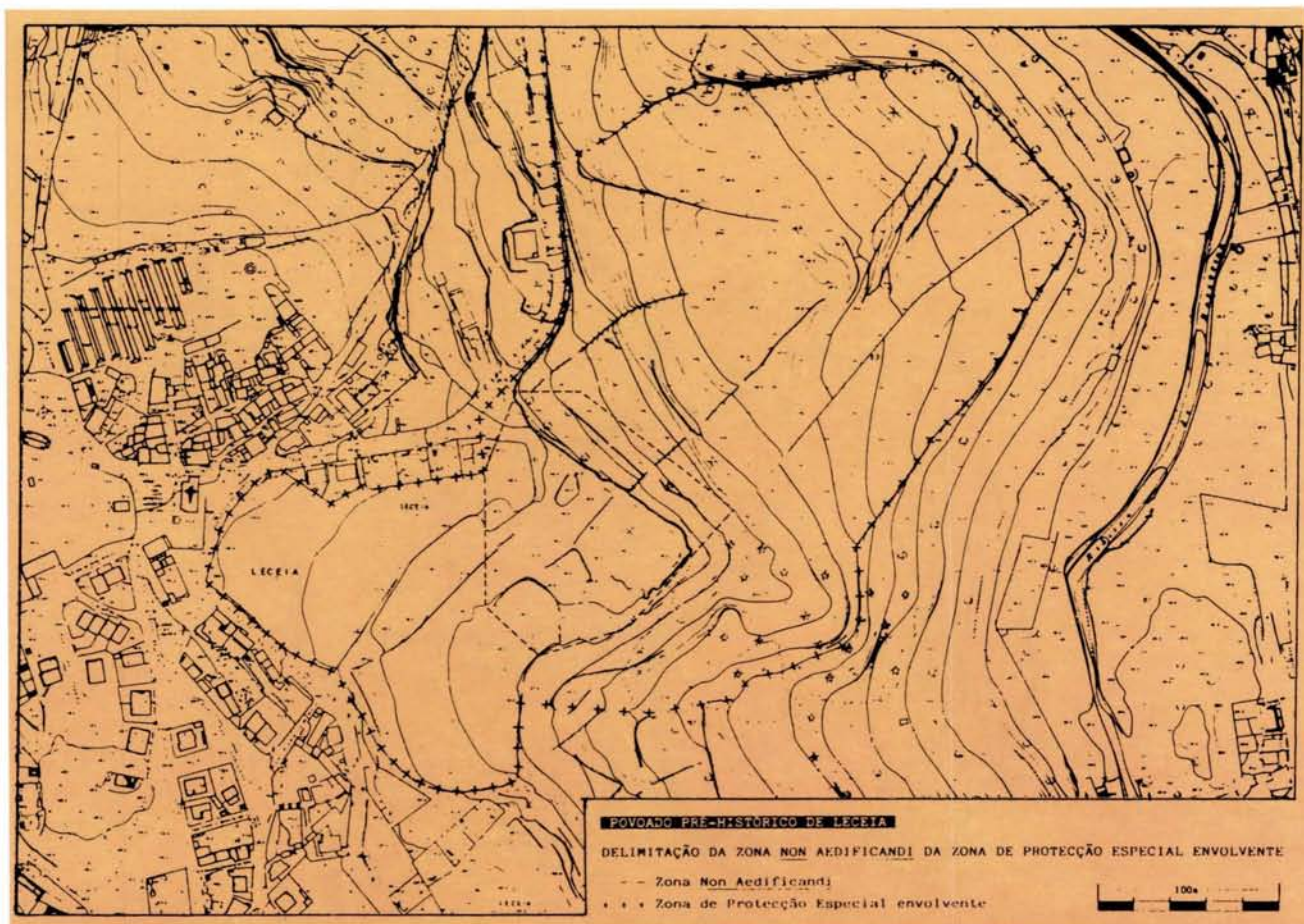 LECEIA
POVOADO PRÉ-HISTÓRICO DE LECEIA
DELIMITAÇÃO DA ZONA NON AEDIFICANDI DA ZONA DE PROTECÇÃO ESPECIAL ENVOLVENTE
--- Zona Non Aedificandi
+ + + Zona de Protecção Especial envolvente
100m